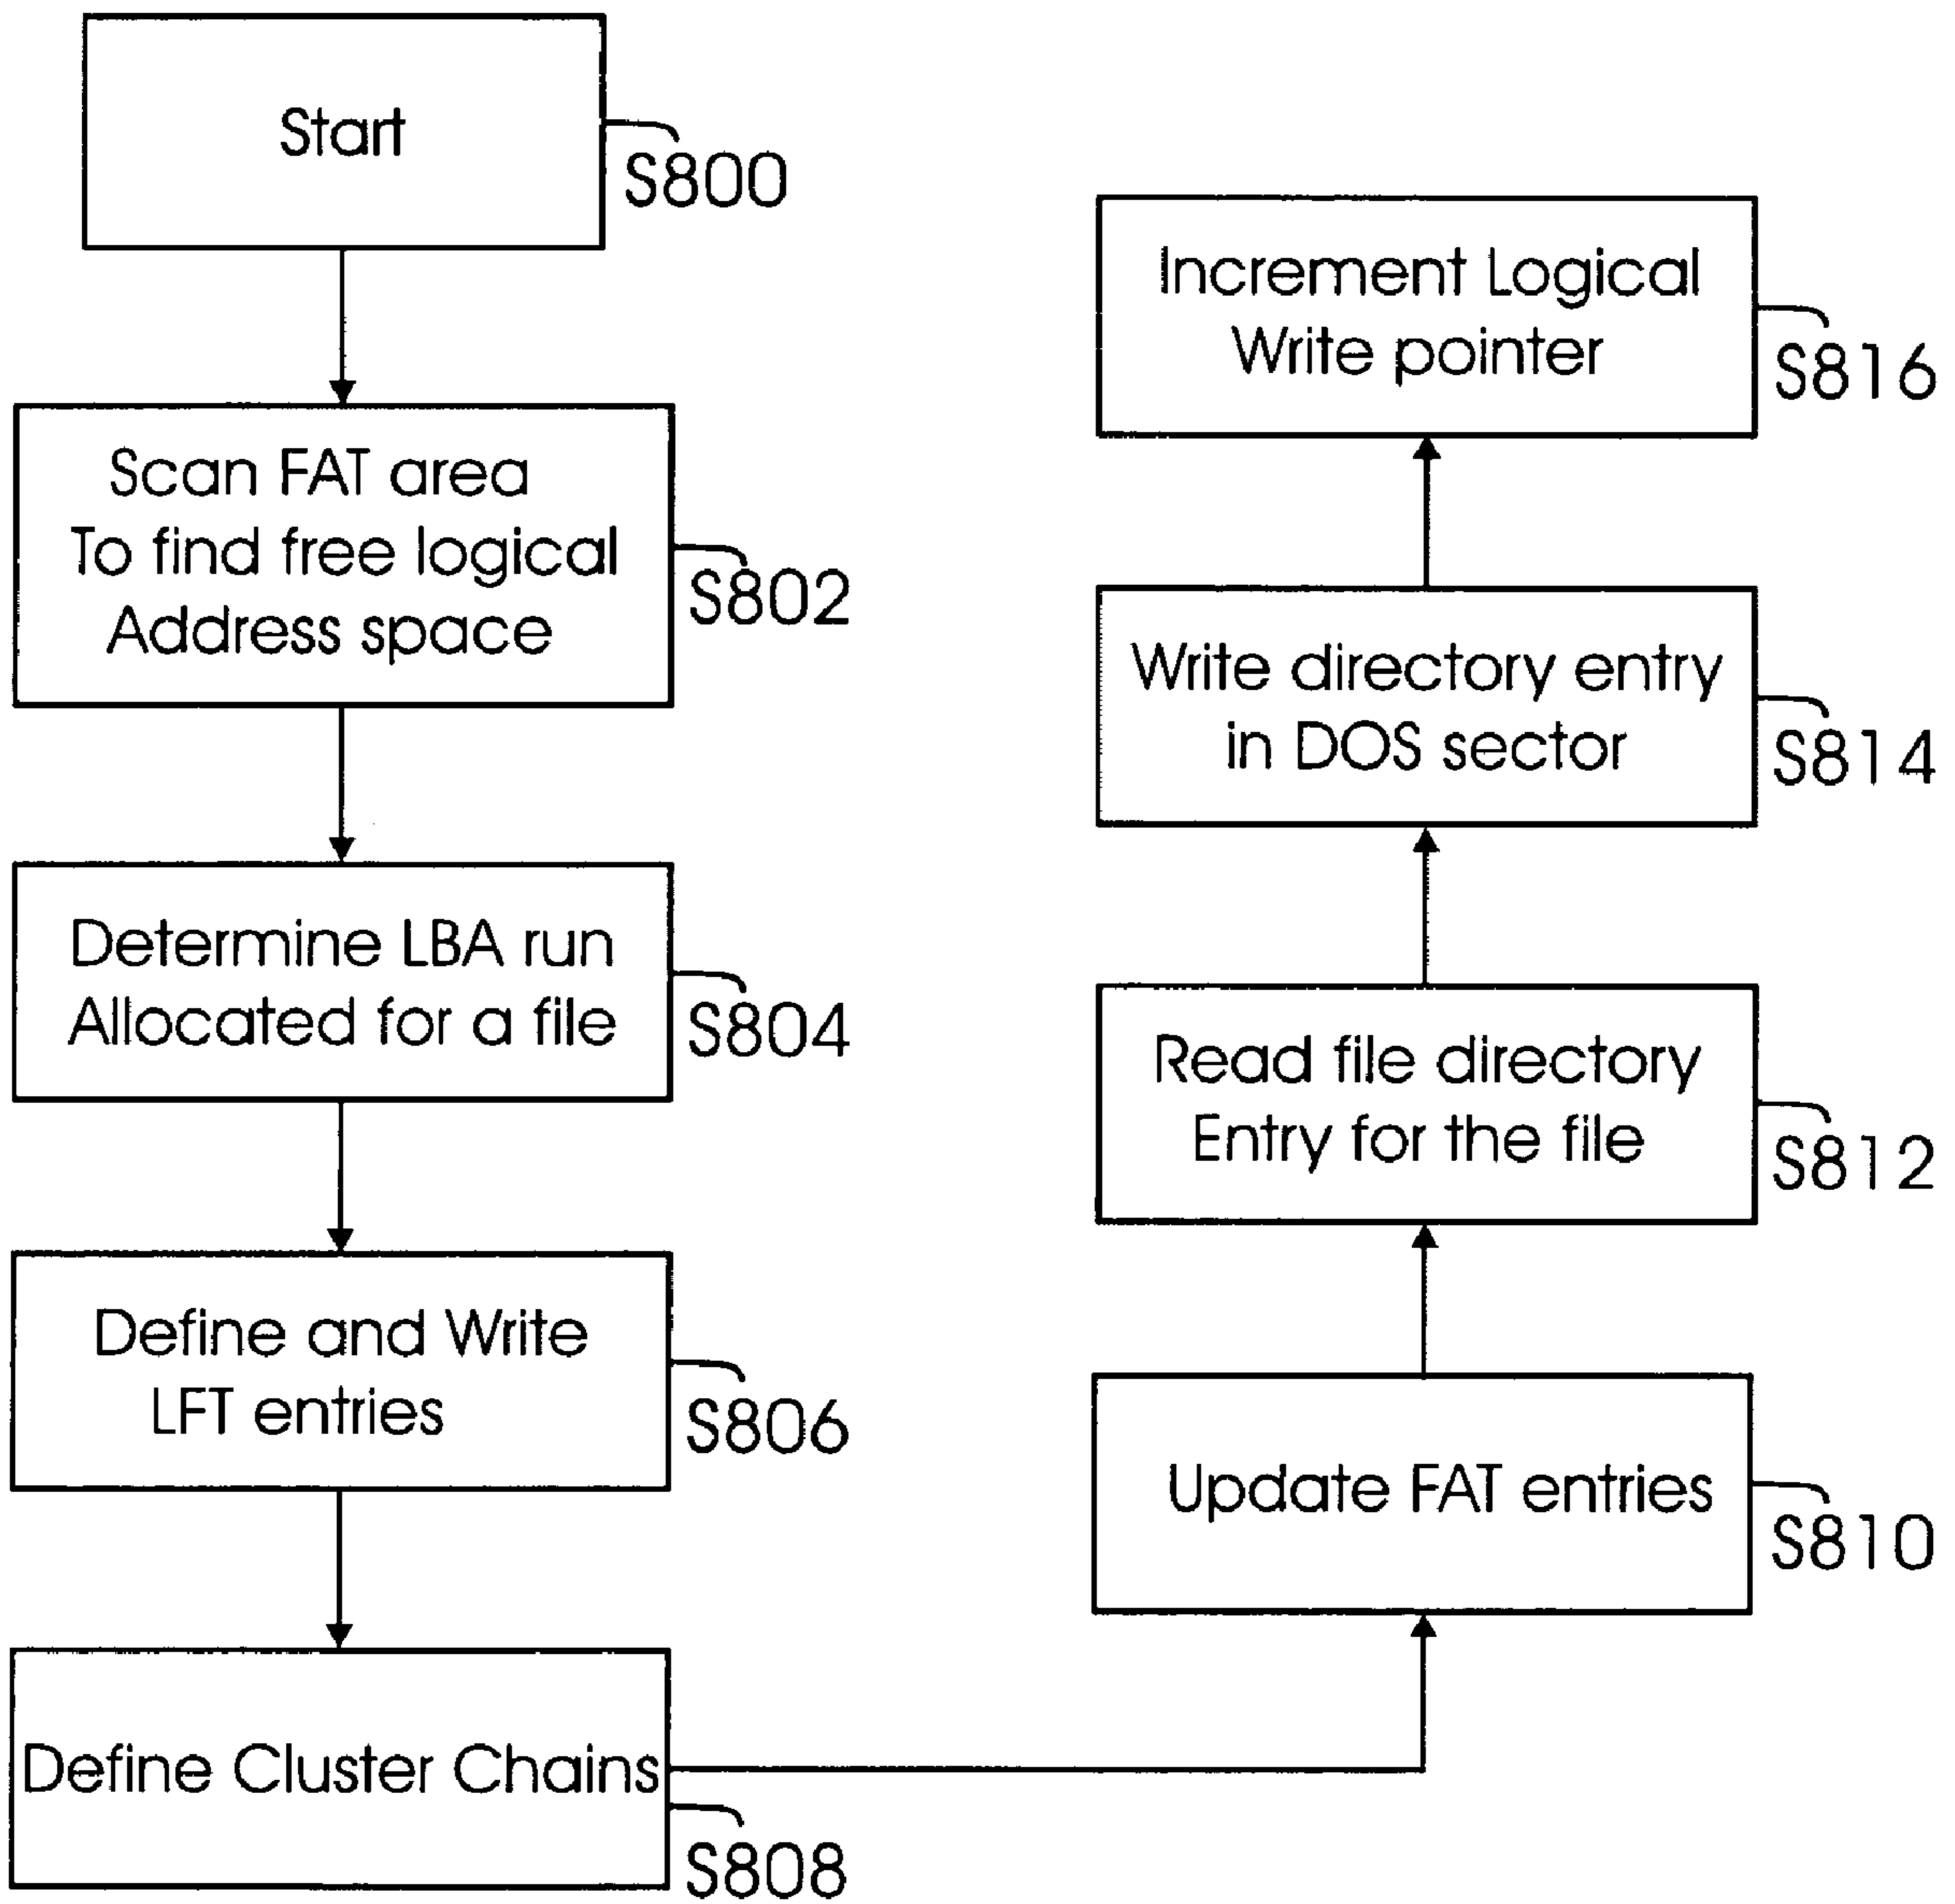 Start
S800
Scan FAT area
To find free logical
Address space
S802
Determine LBA run
Allocated for a file
S804
Define and Write
LFT entries
S806
Define Cluster Chains
S808
Update FAT entries
S810
Read file directory
Entry for the file
S812
Write directory entry
in DOS sector
S814
Increment Logical
Write pointer
S816